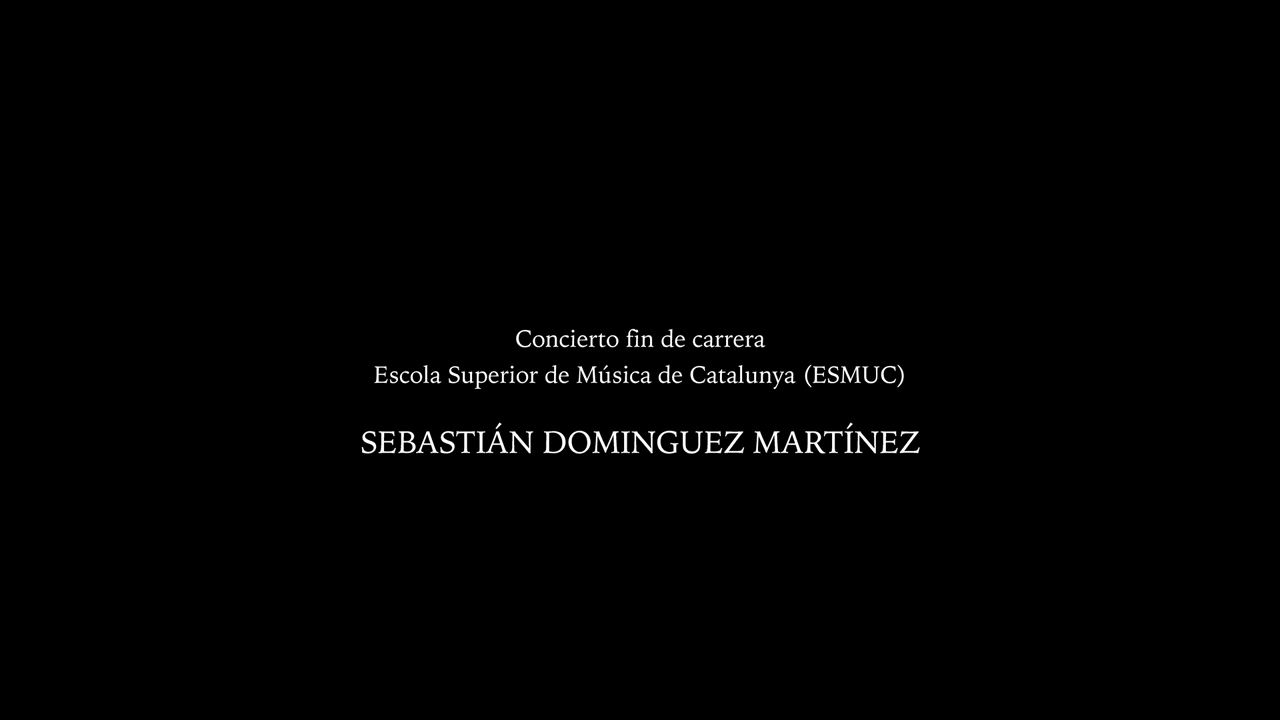 Concierto fin de carrera
Escola Superior de Música de Catalunya (ESMUC)
SEBASTIÁN DOMINGUEZ MARTÍNEZ